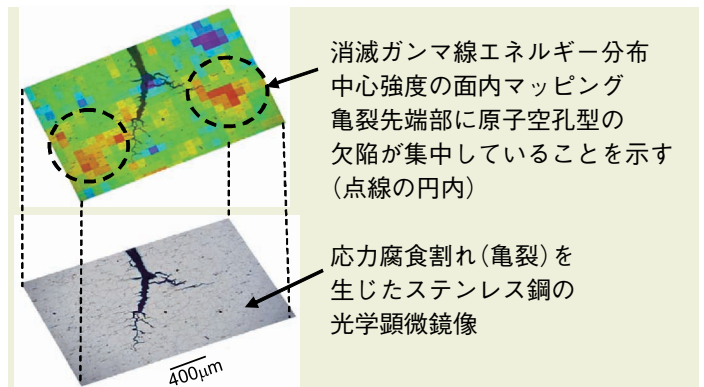 消滅ガンマ線エネルギー分布
中心強度の面内マッピング
亀裂先端部に原子空孔型の
欠陥が集中していることを示す
（点線の円内）
応力腐食割れ（亀裂）を
生じたステンレス鋼の
光学顕微鏡像
400μm